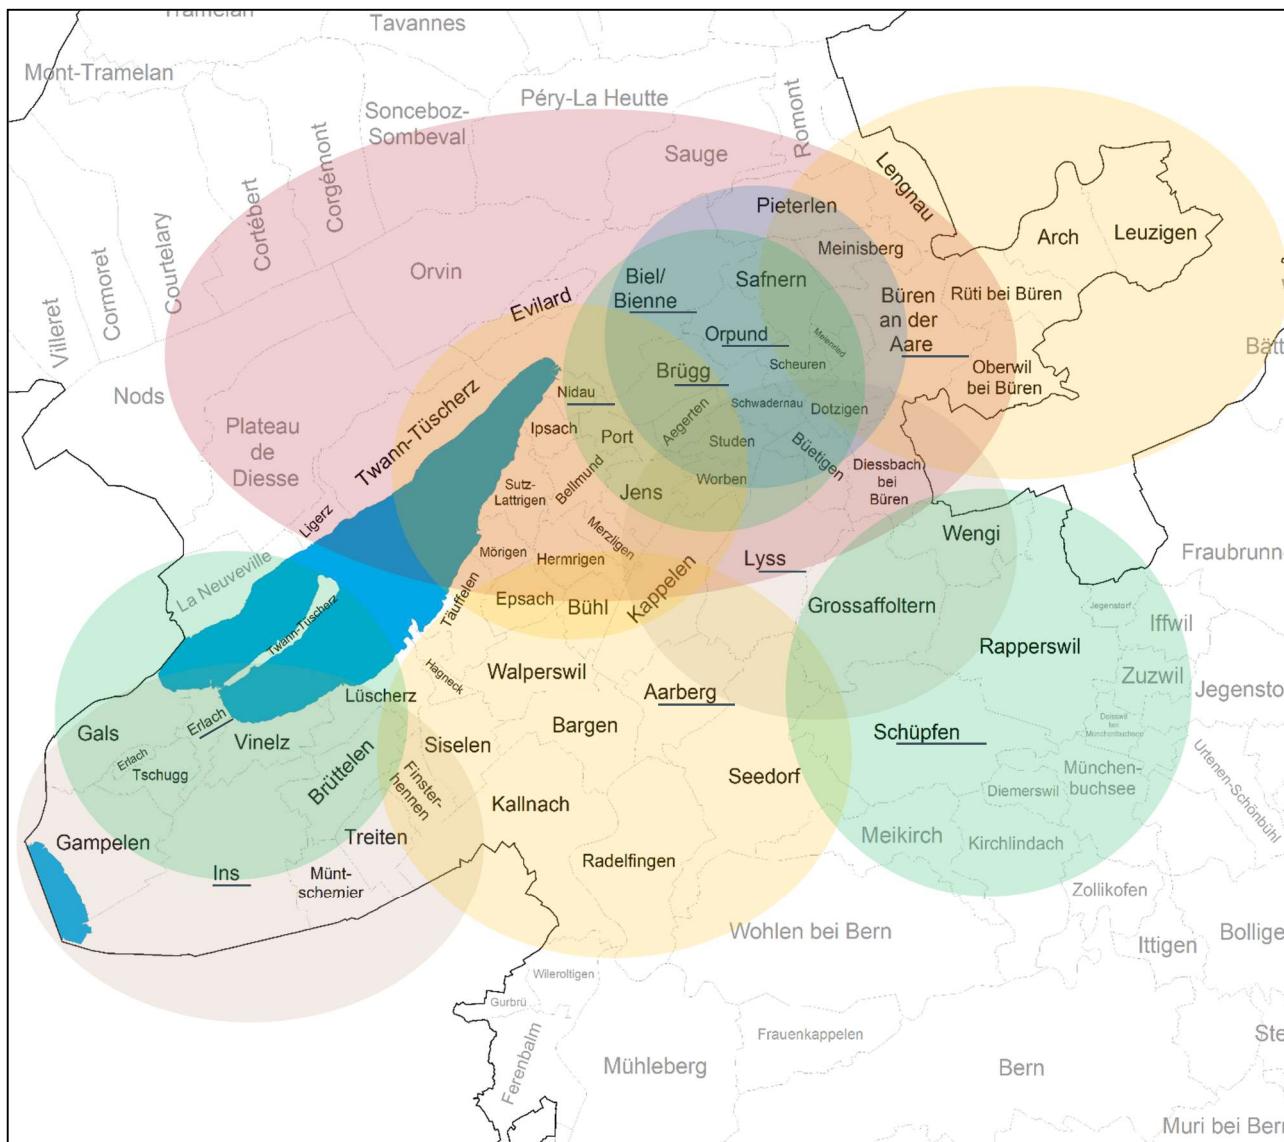 Tramelan
Tavannes
Mont-Tramelan
Péry-La Heutte
Sonceboz-
Sombeval
Romont
Sauge
Corgémont
Cortébert
Courtelary
Cormoret
Villeret
Lengnau
Pieterlen
Meinisberg
Arch
Leuzigen
Orvin
Evilard
Biel/
Bienne
Safnern
Büren
an der
Aare
Rüti bei Büren
Orpund
Meienried
Scheuren
Oberwil
bei Büren
Bätt
Nods
Brügg
Nidau
Twann-Tüscherz
Plateau
de
Diesse
Ipsach
Port
Aegerten
Schwadernau
Dotzigen
Studen
Büetigen
Diessbach
bei
Büren
Bellmund
Sutz-
Lattrigen
Jens
Worben
Ligerz
Merzligen
Wengi
Mörigen
Hermrigen
Lyss
Fraubrunne
La Neuveville
Täuffelen
Epsach
Bühl
Kappelen
Grossaffoltern
Jegenstorf
Iffwil
Twann-Tüscherz
Rapperswil
Zuzwil
Hagneck
Walperswil
Aarberg
Jegensto
Lüscherz
Erlach
Gals
Vinelz
Siselen
Bargen
Schüpfen
Deisswil
bei
Münchenbuchsee
Erlach
Tschugg
Brüttelen
Finster-
hennen
Seedorf
München-
buchsee
Urtenen-Schönbühl
Kallnach
Diemerswil
Gampelen
Treiten
Meikirch
Kirchlindach
Radelfingen
Ins
Münt-
schemier
Zollikofen
Wohlen bei Bern
Ittigen
Bollige
Wileroltigen
Gurbrü
Frauenkappelen
Ste
Ferenbalm
Mühleberg
Bern
Muri bei Bern